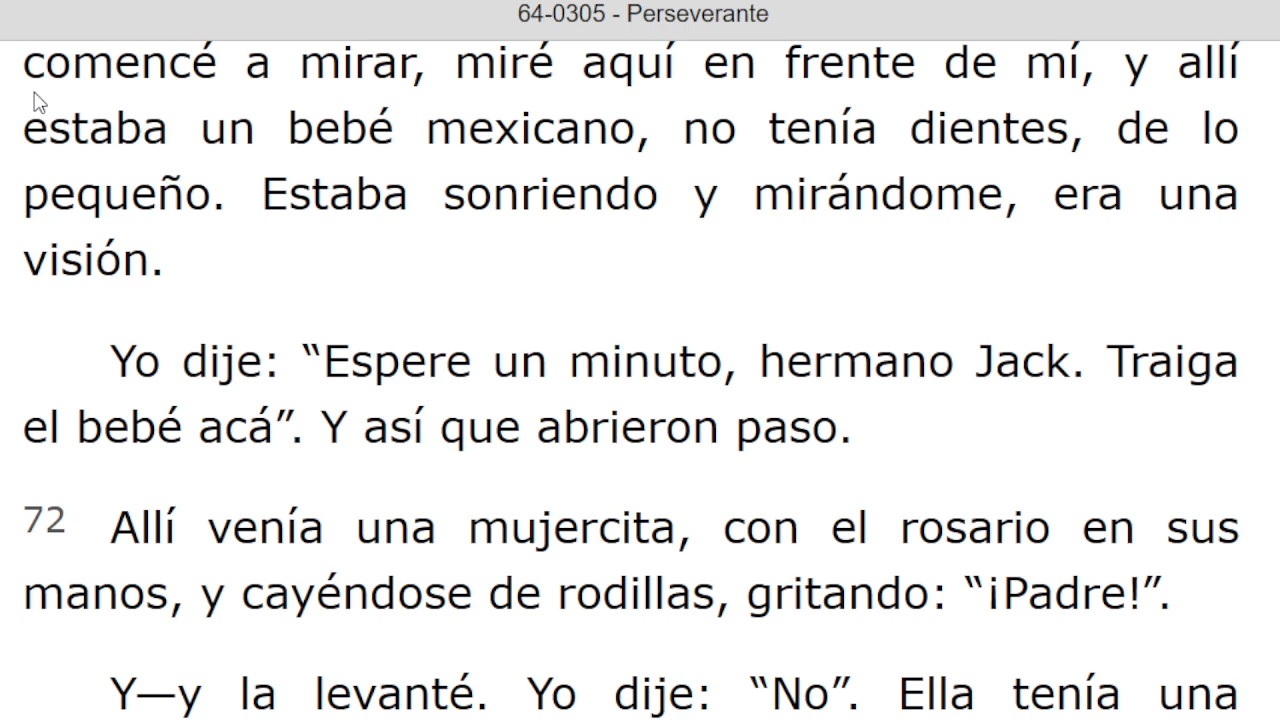 64-0305 - Perseverante
comencé a mirar, miré aquí en frente de mí, y allí
estaba un bebé mexicano, no tenía dientes, de lo
pequeño. Estaba sonriendo y mirándome, era una
visión.
Yo dije: “Espere un minuto, hermano Jack. Traiga
el bebé acá”. Y así que abrieron paso.
72 Allí venía una mujercita, con el rosario en sus
manos, y cayéndose de rodillas, gritando: “¡Padre!”.
Y—y la levanté. Yo dije: “No”. Ella tenía una